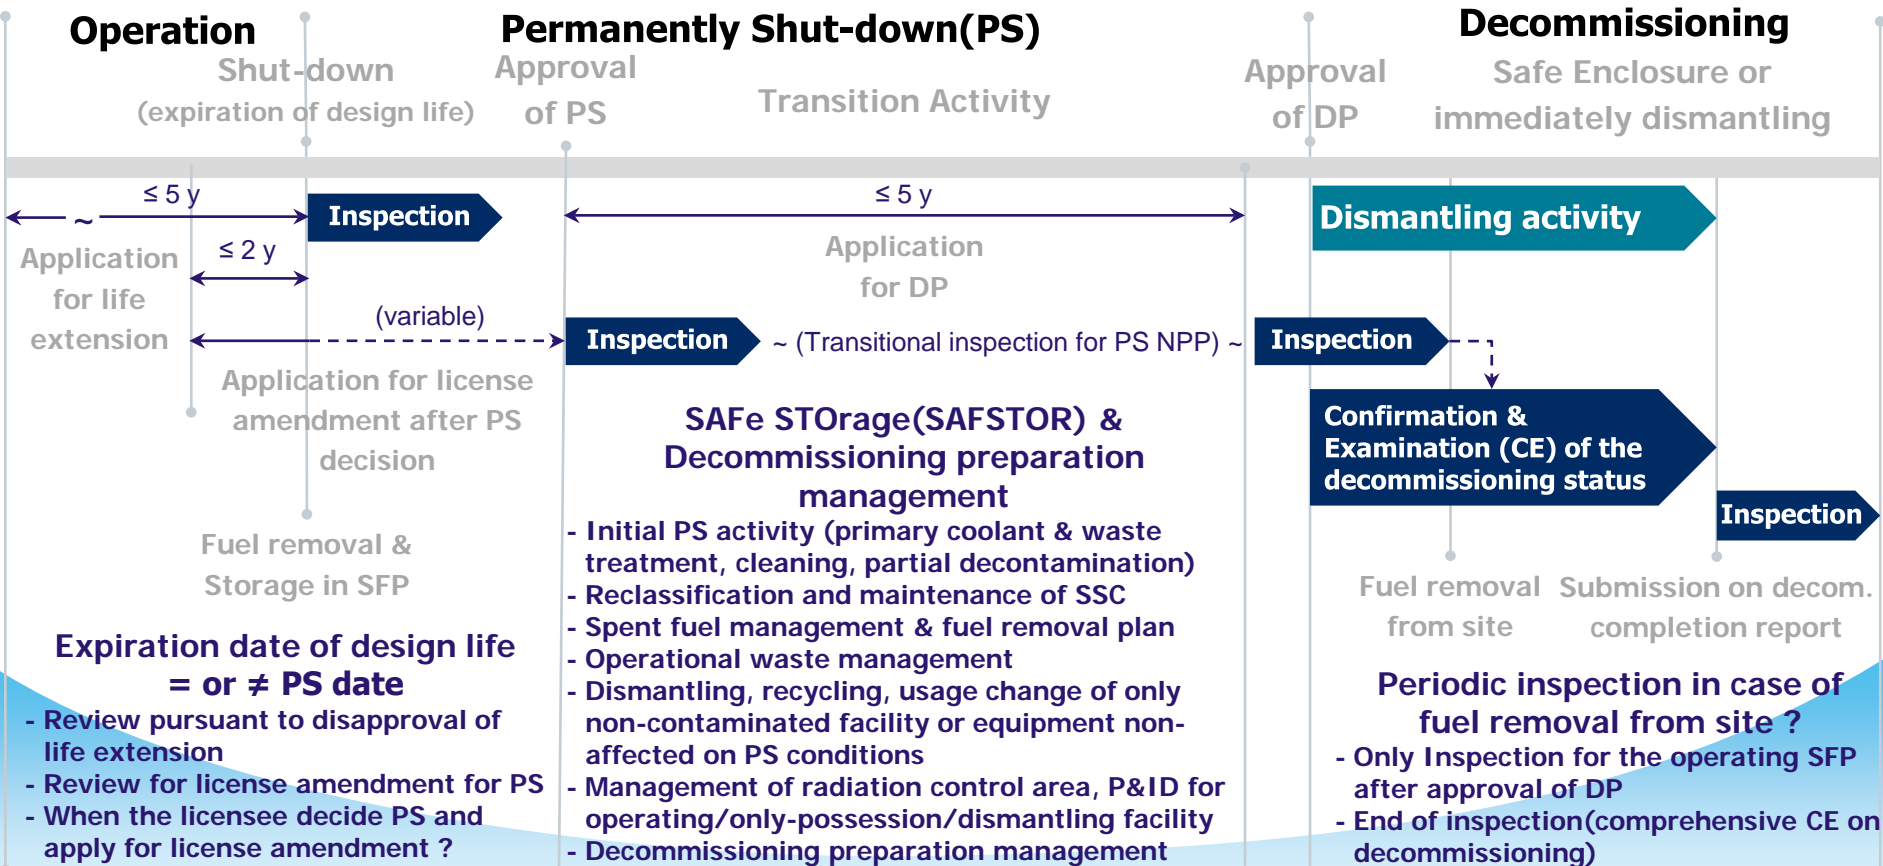 Operation
Permanently Shut-down(PS)
Decommissioning
Shut-down
(expiration of design life)
Approval
of PS
Transition Activity
Approval
of DP
Safe Enclosure or
immediately dismantling
≤ 5 y
~
Inspection
≤ 5 y
Dismantling activity
Application
for life
extension
≤ 2 y
Application
for DP
(variable)
Inspection
~ (Transitional inspection for PS NPP) ~
Inspection
Application for license
amendment after PS
decision
Confirmation &
Examination (CE) of the
decommissioning status
Inspection
Fuel removal &
Storage in SFP
Fuel removal
from site
Submission on decom.
completion report
Expiration date of design life
= or ≠ PS date
- Review pursuant to disapproval of
life extension
- Review for license amendment for PS
- When the licensee decide PS and
apply for license amendment ?
SAFe STOrage(SAFSTOR) &
Decommissioning preparation
management
- Initial PS activity (primary coolant & waste
treatment, cleaning, partial decontamination)
- Reclassification and maintenance of SSC
- Spent fuel management & fuel removal plan
- Operational waste management
- Dismantling, recycling, usage change of only
non-contaminated facility or equipment non-
affected on PS conditions
- Management of radiation control area, P&ID for
operating/only-possession/dismantling facility
- Decommissioning preparation management
Periodic inspection in case of
fuel removal from site ?
- Only Inspection for the operating SFP
after approval of DP
- End of inspection(comprehensive CE on
decommissioning)